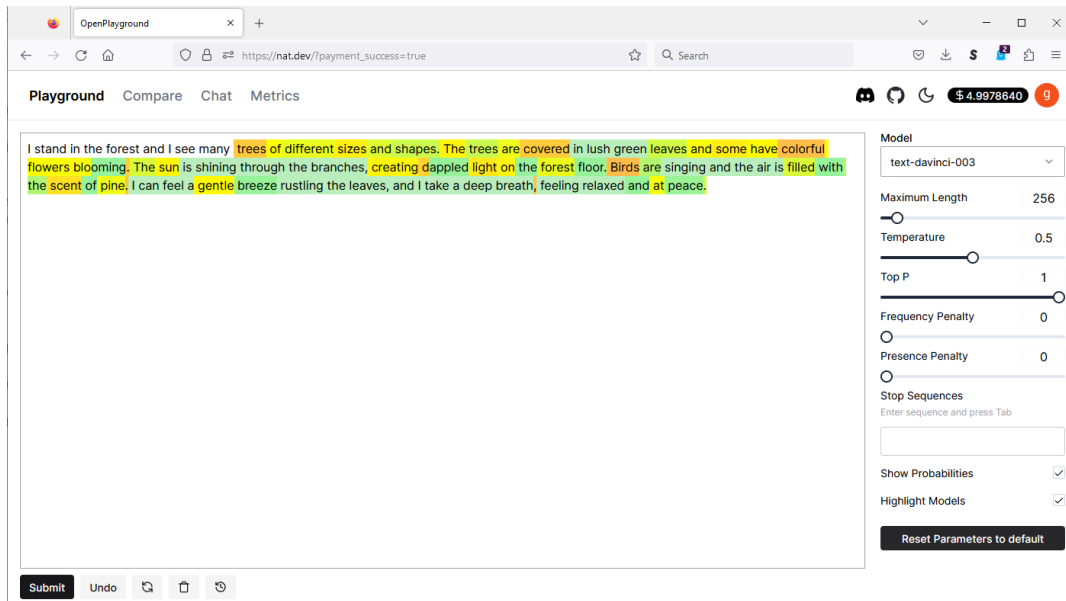 OpenPlayground
https://nat.dev/?payment_success=true
Search
2
Playground Compare Chat Metrics
$ 4.9978640
g
I stand in the forest and I see many trees of different sizes and shapes. The trees are covered in lush green leaves and some have colorful
flowers blooming. The sun is shining through the branches, creating dappled light on the forest floor. Birds are singing and the air is filled with
the scent of pine. I can feel a gentle breeze rustling the leaves, and I take a deep breath, feeling relaxed and at peace.
Model
text-davinci-003
Maximum Length 256
Temperature 0.5
Top P 1
Frequency Penalty 0
Presence Penalty 0
Stop Sequences
Enter sequence and press Tab
Show Probabilities
Highlight Models
Reset Parameters to default
Submit Undo